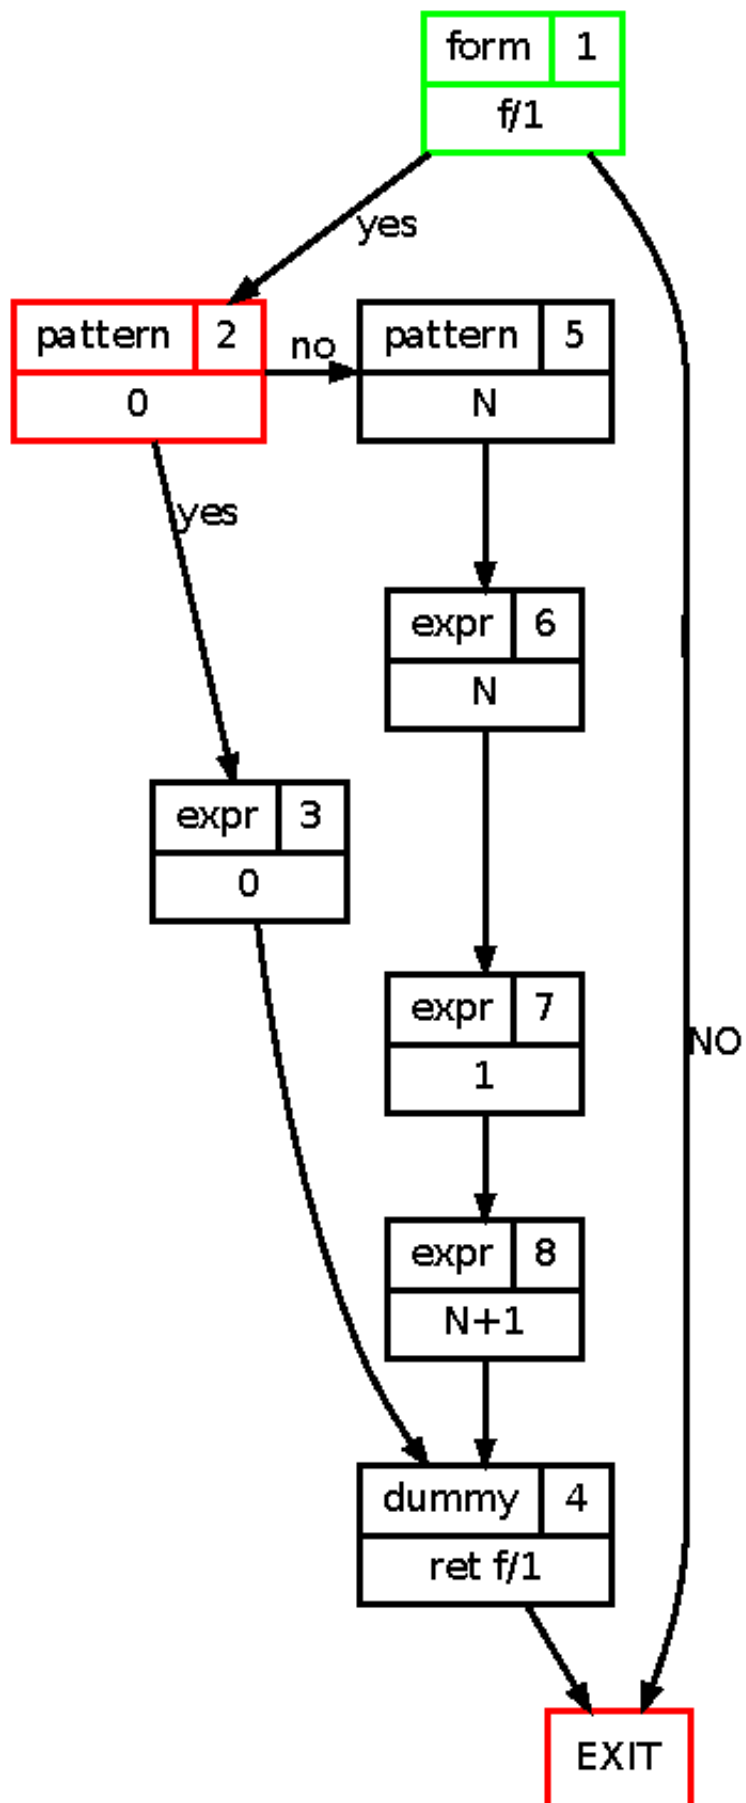 form 1
f/1
yes
pattern 2
0
no
pattern 5
N
yes
expr 6
N
expr 3
0
expr 7
1
NO
expr 8
N+1
dummy 4
ret f/1
EXIT